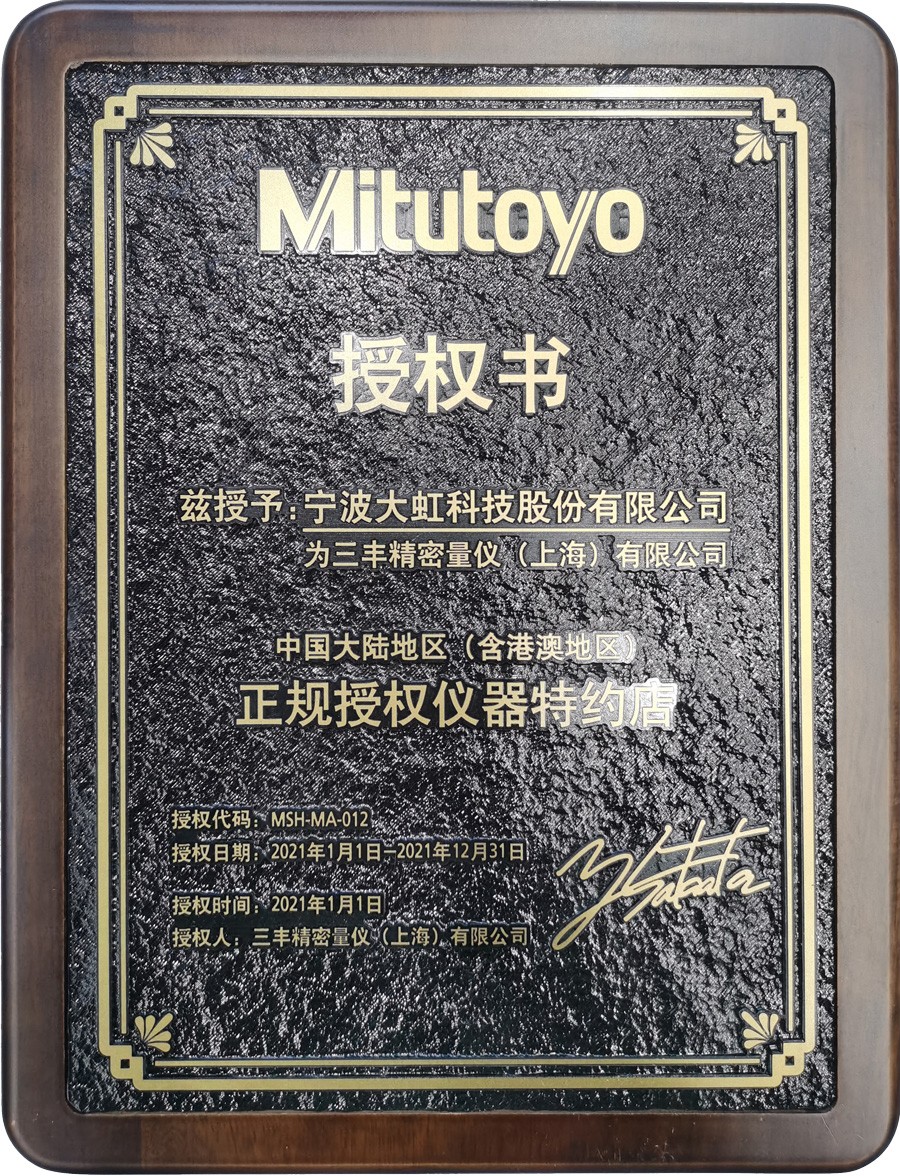 Mitutoyo
授权书
兹授予：宁波大虹科技股份有限公司
为三丰精密量仪（上海）有限公司
中国大陆地区（含港澳地区）
正规授权仪器特约店
授权代码：MSH-MA-012
授权日期：2021年1月1日-2021年12月31日
授权时间：2021年1月1日
授权人：三丰精密量仪（上海）有限公司